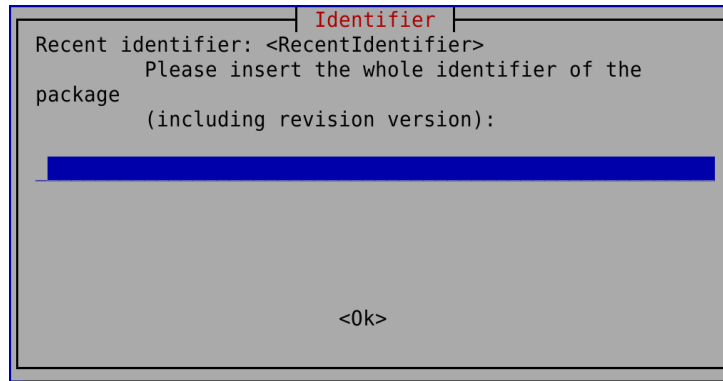 Identifier
Recent identifier: <RecentIdentifier>
Please insert the whole identifier of the
package
(including revision version):
<Ok>